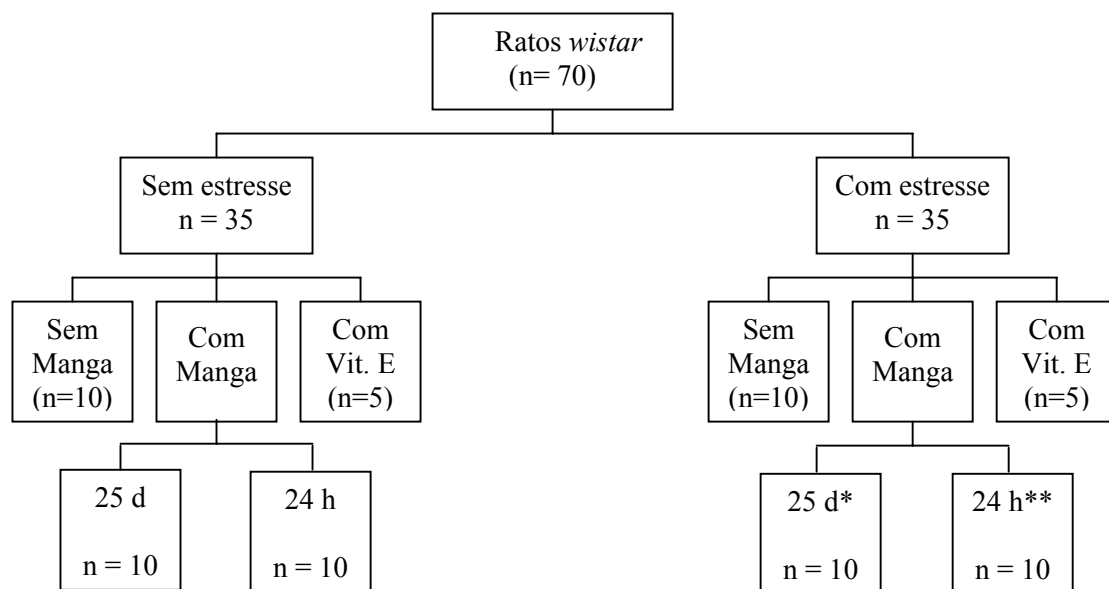 Ratos wistar
(n= 70)
Sem estresse
n = 35
Com estresse
n = 35
Sem
Manga
(n=10)
Com
Manga
Com
Vit. E
(n=5)
Sem
Manga
(n=10)
Com
Manga
Com
Vit. E
(n=5)
25 d
n = 10
24 h
n = 10
25 d*
n = 10
24 h**
n = 10